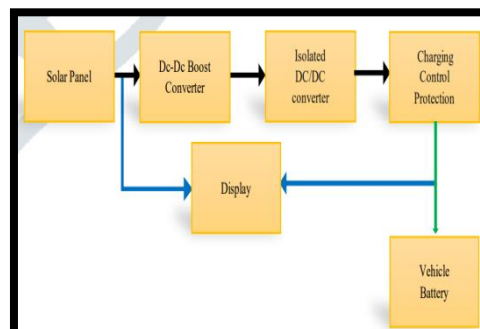 Solar Panel
Dc-Dc Boost
Converter
Isolated
DC/DC
converter
Charging
Control
Protection
Display
Vehicle
Battery